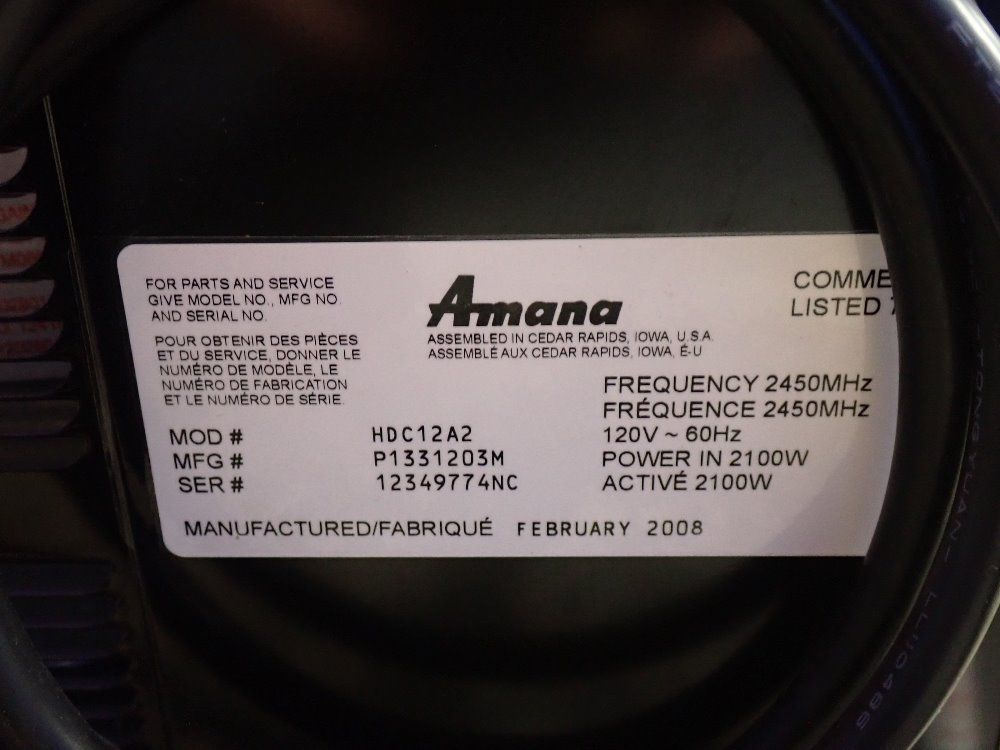 FOR PARTS AND SERVICE
GIVE MODEL NO., MFG NO.
AND SERIAL NO.
POUR OBTENIR DES PIÈCES
ET DU SERVICE, DONNER LE
NUMÉRO DE MODÈLE, LE
NUMÉRO DE FABRICATION
ET LE NUMÉRO DE SÉRIE.
Amana
ASSEMBLED IN CEDAR RAPIDS, IOWA, U.S.A.
ASSEMBLÉ AUX CEDAR RAPIDS, IOWA, É-U
COMME
LISTED 7
FREQUENCY 2450MHz
FRÉQUENCE 2450MHz
120V ~ 60Hz
POWER IN 2100W
ACTIVÉ 2100W
MOD # HDC12A2
MFG # P1331203M
SER # 12349774NC
MANUFACTURED/FABRIQUÉ FEBRUARY 2008